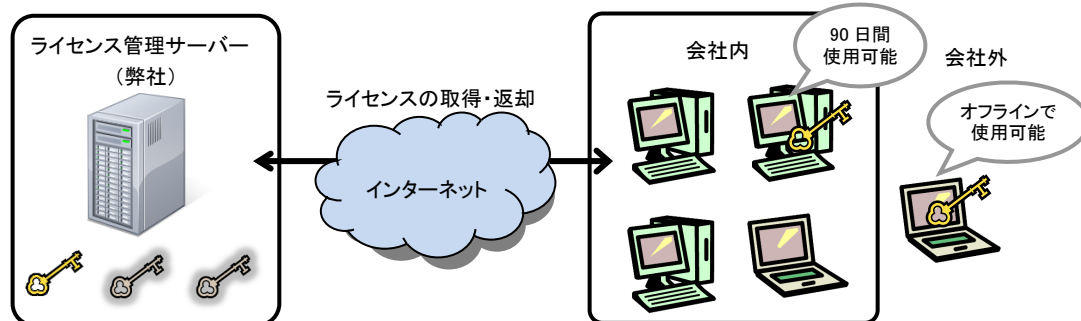 ライセンス管理サーバー
（弊社）
ライセンスの取得・返却
インターネット
会社内
90 日間
使用可能
会社外
オフラインで
使用可能